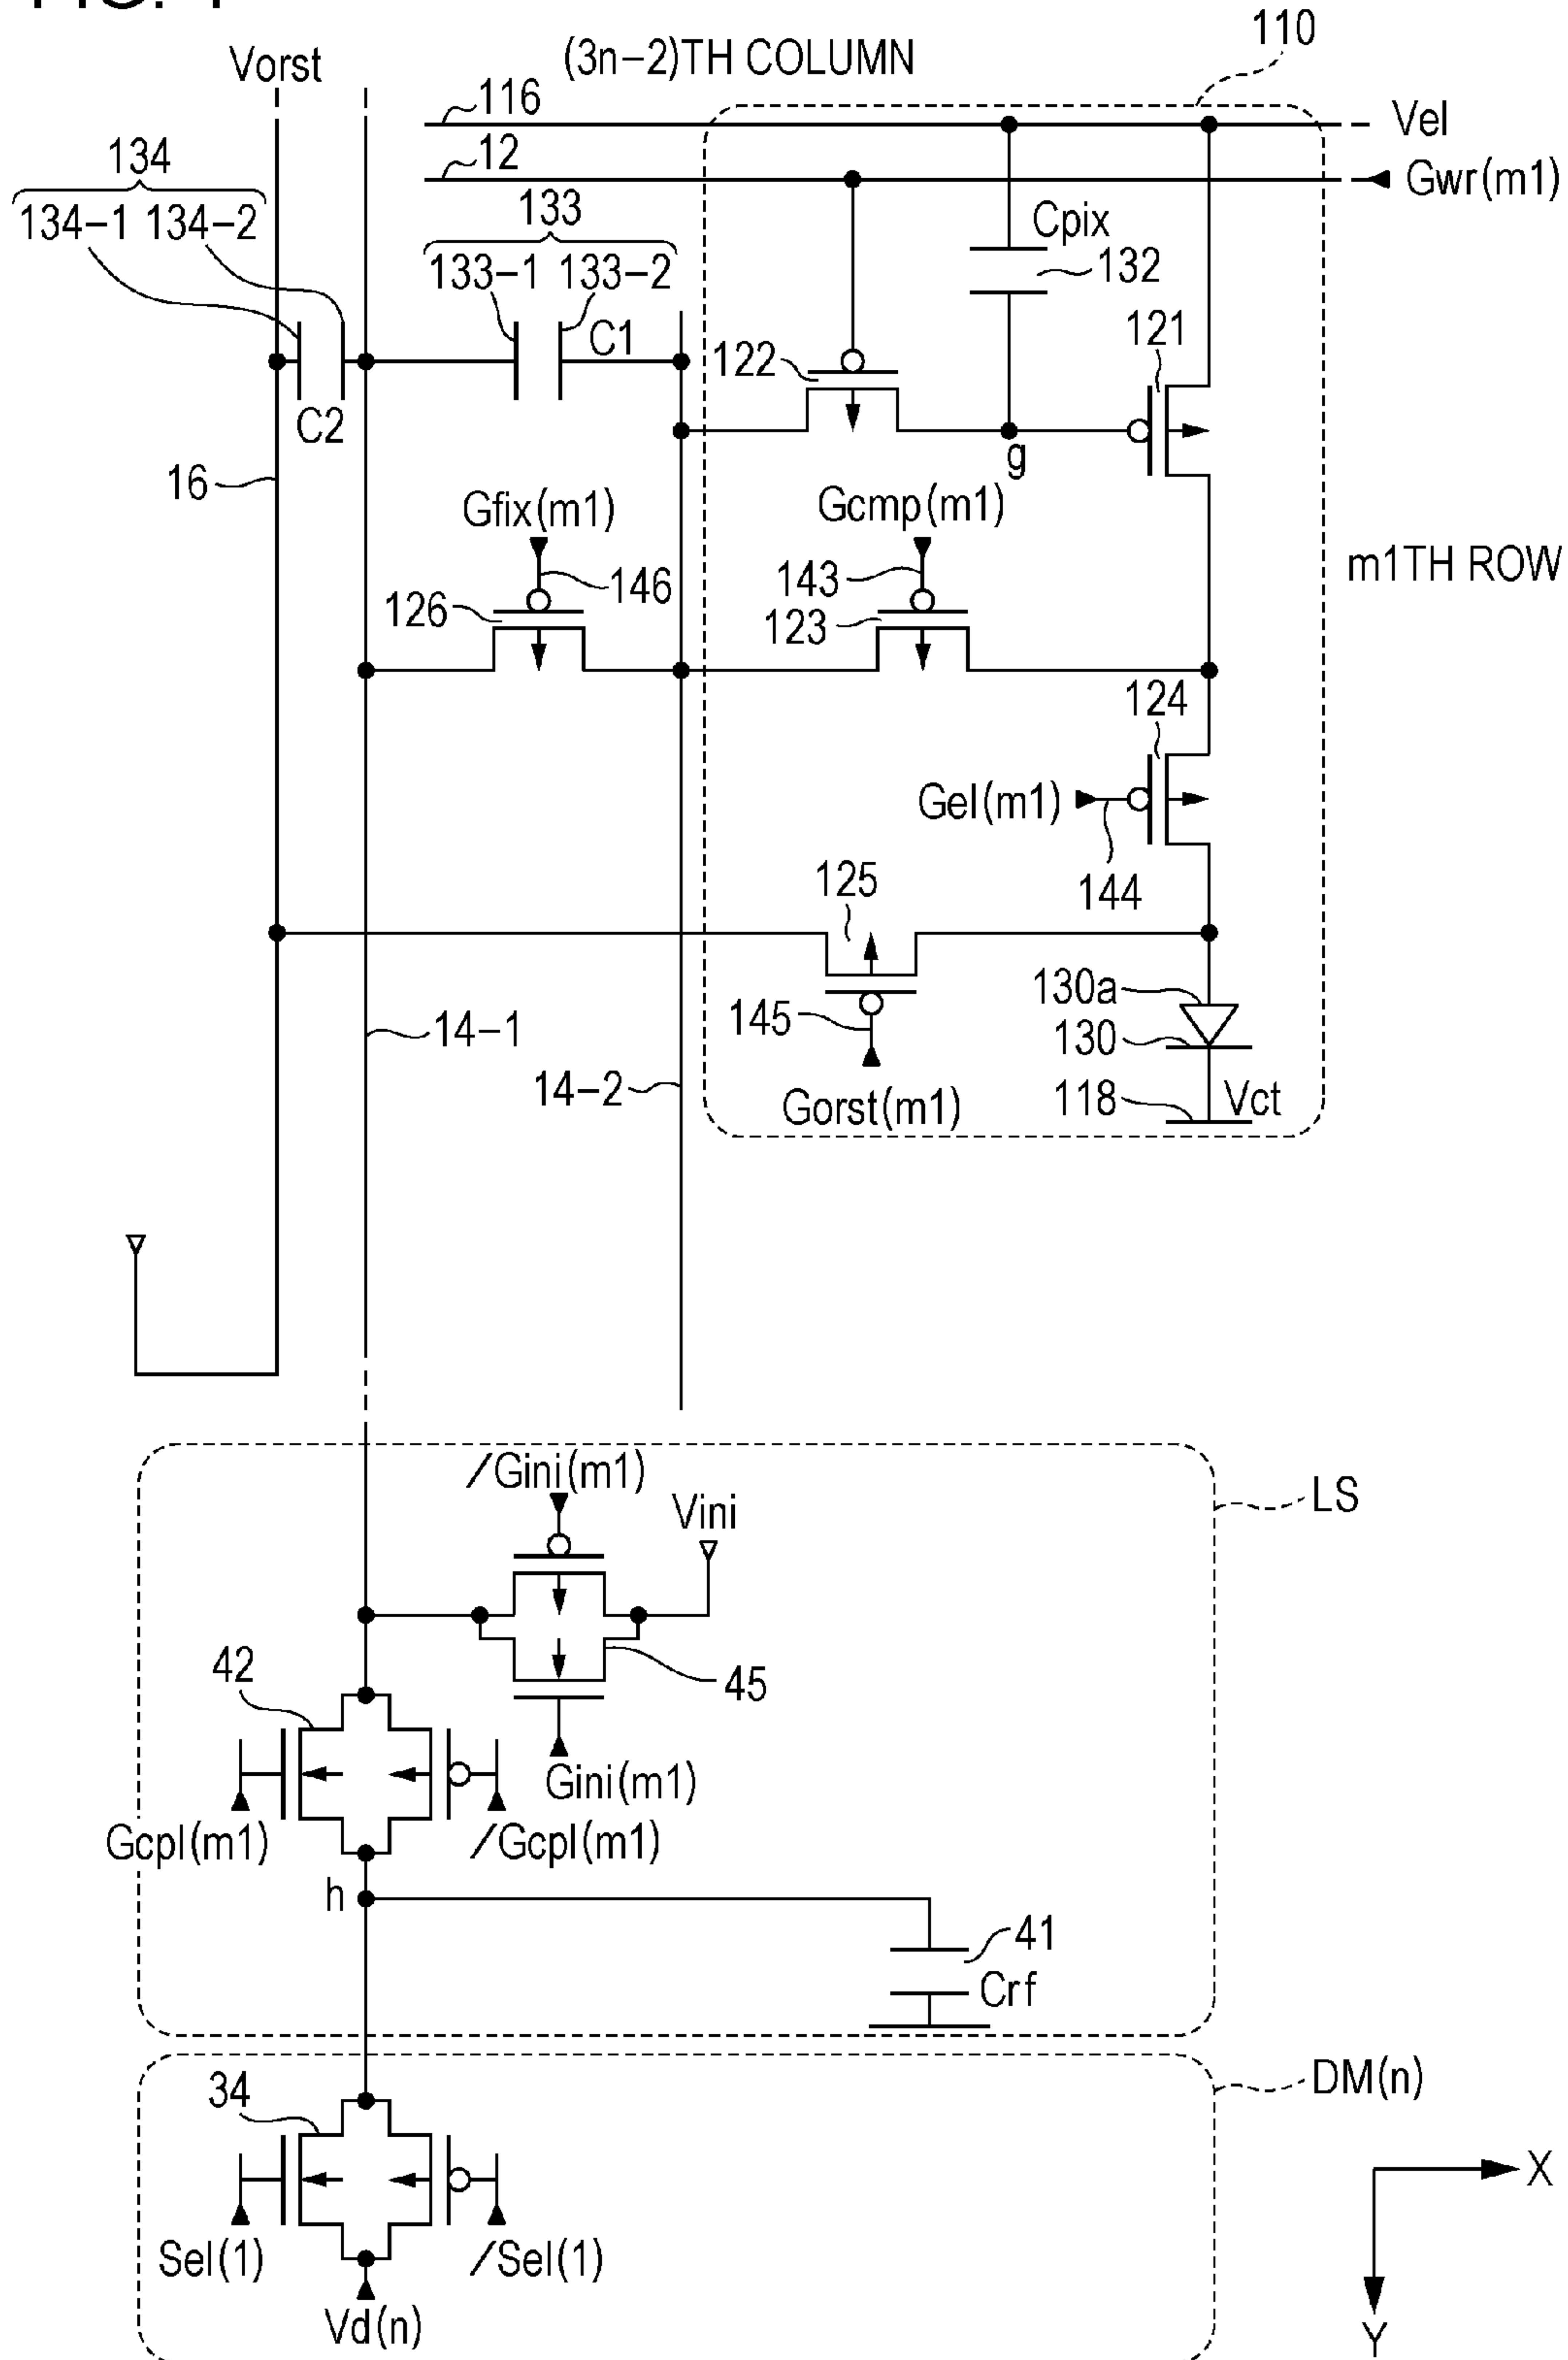 Vorst
(3n-2)TH COLUMN
110
116
Vel
12
Gwr(m1)
134
134-1 134-2
133
133-1 133-2
Cpix
132
C1
C2
122
121
g
16
Gfix(m1)
Gcmp(m1)
146
143
126
123
m1TH ROW
124
Gel(m1)
144
125
130a
130
145
14-1
14-2
Gorst(m1)
118
Vct
/Gini(m1)
Vini
LS
42
45
Gini(m1)
Gcpl(m1)
/Gcpl(m1)
h
41
Crf
34
DM(n)
Sel(1)
/Sel(1)
Vd(n)
X
Y